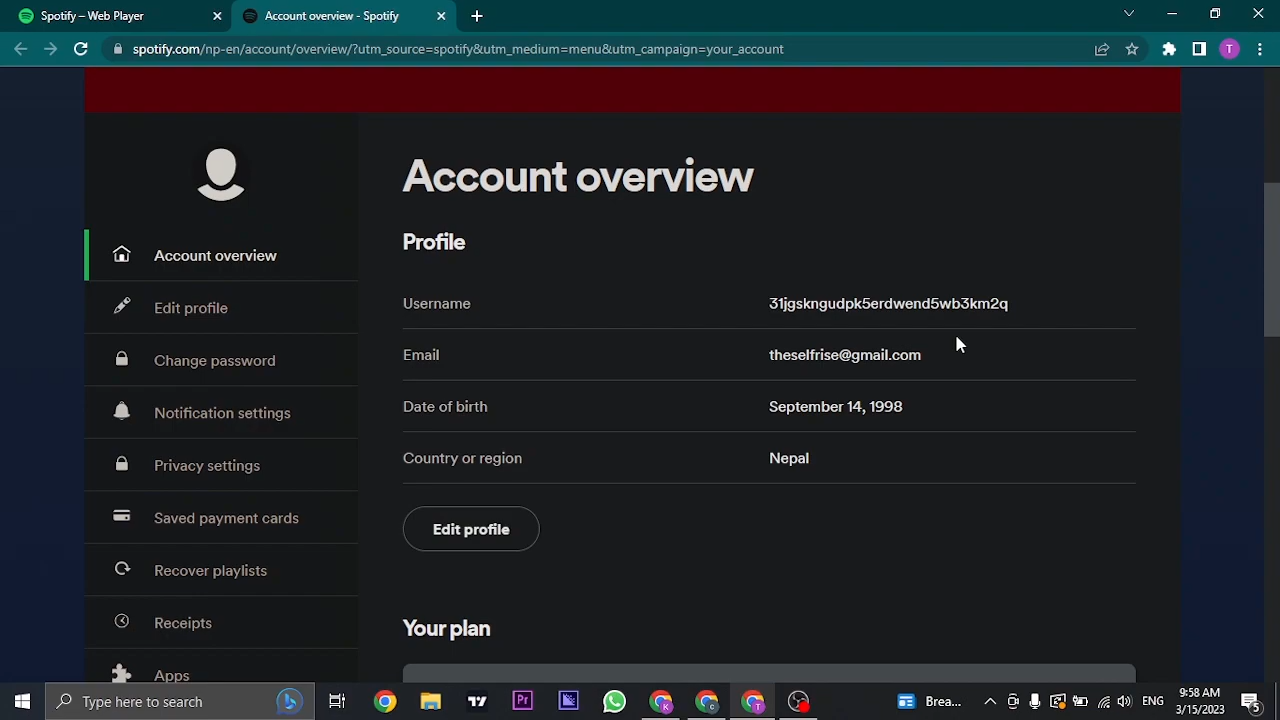 Spotify – Web Player
Account overview - Spotify
spotify.com/np-en/account/overview/?utm_source=spotify&utm_medium=menu&utm_campaign=your_account
T
Account overview
Edit profile
Change password
Notification settings
Privacy settings
Saved payment cards
Recover playlists
Receipts
Apps
Account overview
Profile
Username 31jgskngudpk5erdwend5wb3km2q
Email theselfrise@gmail.com
Date of birth September 14, 1998
Country or region Nepal
Edit profile
Your plan
Type here to search
Pr
K
T
Brea...
ENG
9:58 AM
3/15/2023
5